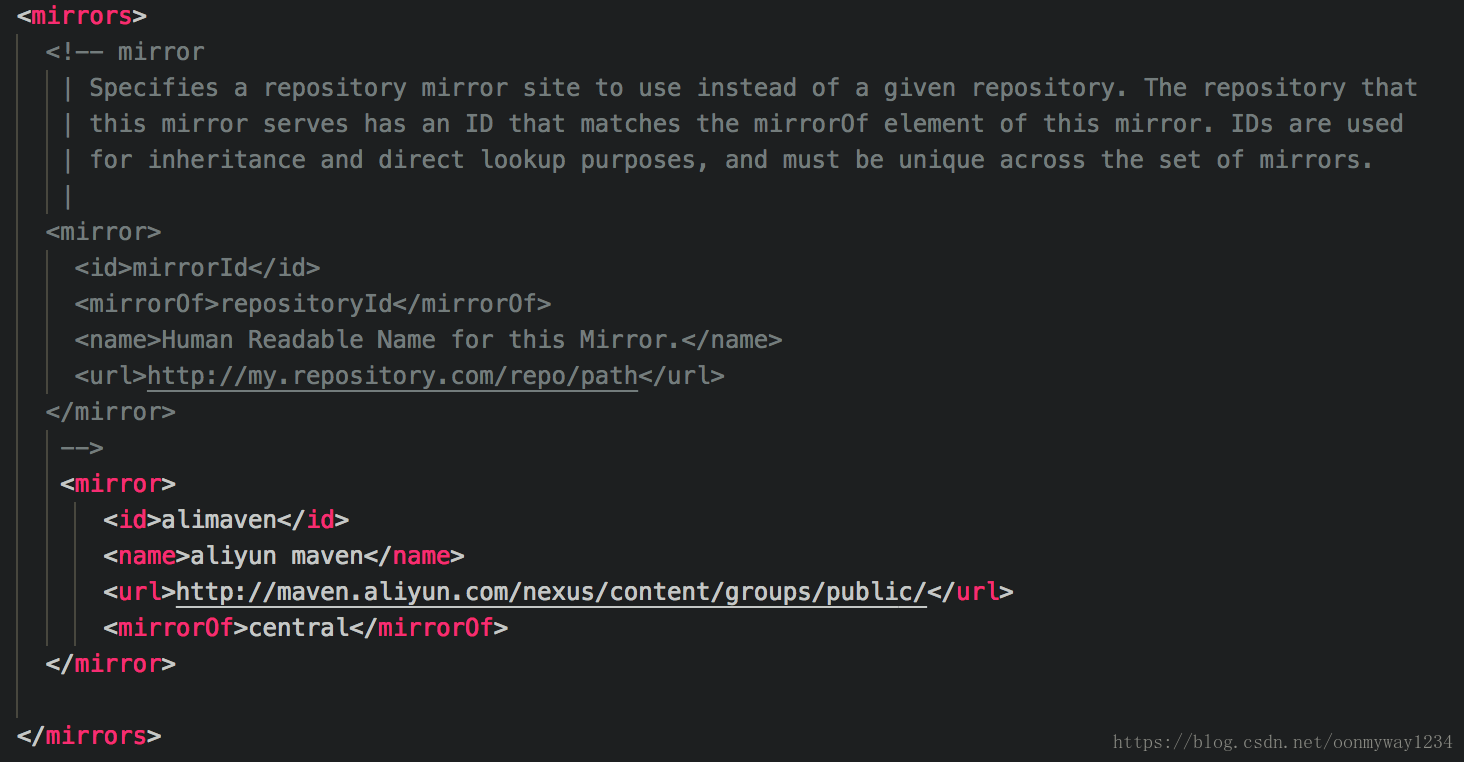 <mirrors>
<!-- mirror
| Specifies a repository mirror site to use instead of a given repository. The repository that
| this mirror serves has an ID that matches the mirrorOf element of this mirror. IDs are used
| for inheritance and direct lookup purposes, and must be unique across the set of mirrors.
|
<mirror>
<id>mirrorId</id>
<mirrorOf>repositoryId</mirrorOf>
<name>Human Readable Name for this Mirror.</name>
<url>http://my.repository.com/repo/path</url>
</mirror>
-->
<mirror>
<id>alimaven</id>
<name>aliyun maven</name>
<url>http://maven.aliyun.com/nexus/content/groups/public/</url>
<mirrorOf>central</mirrorOf>
</mirror>
</mirrors>
https://blog.csdn.net/oonmyway1234